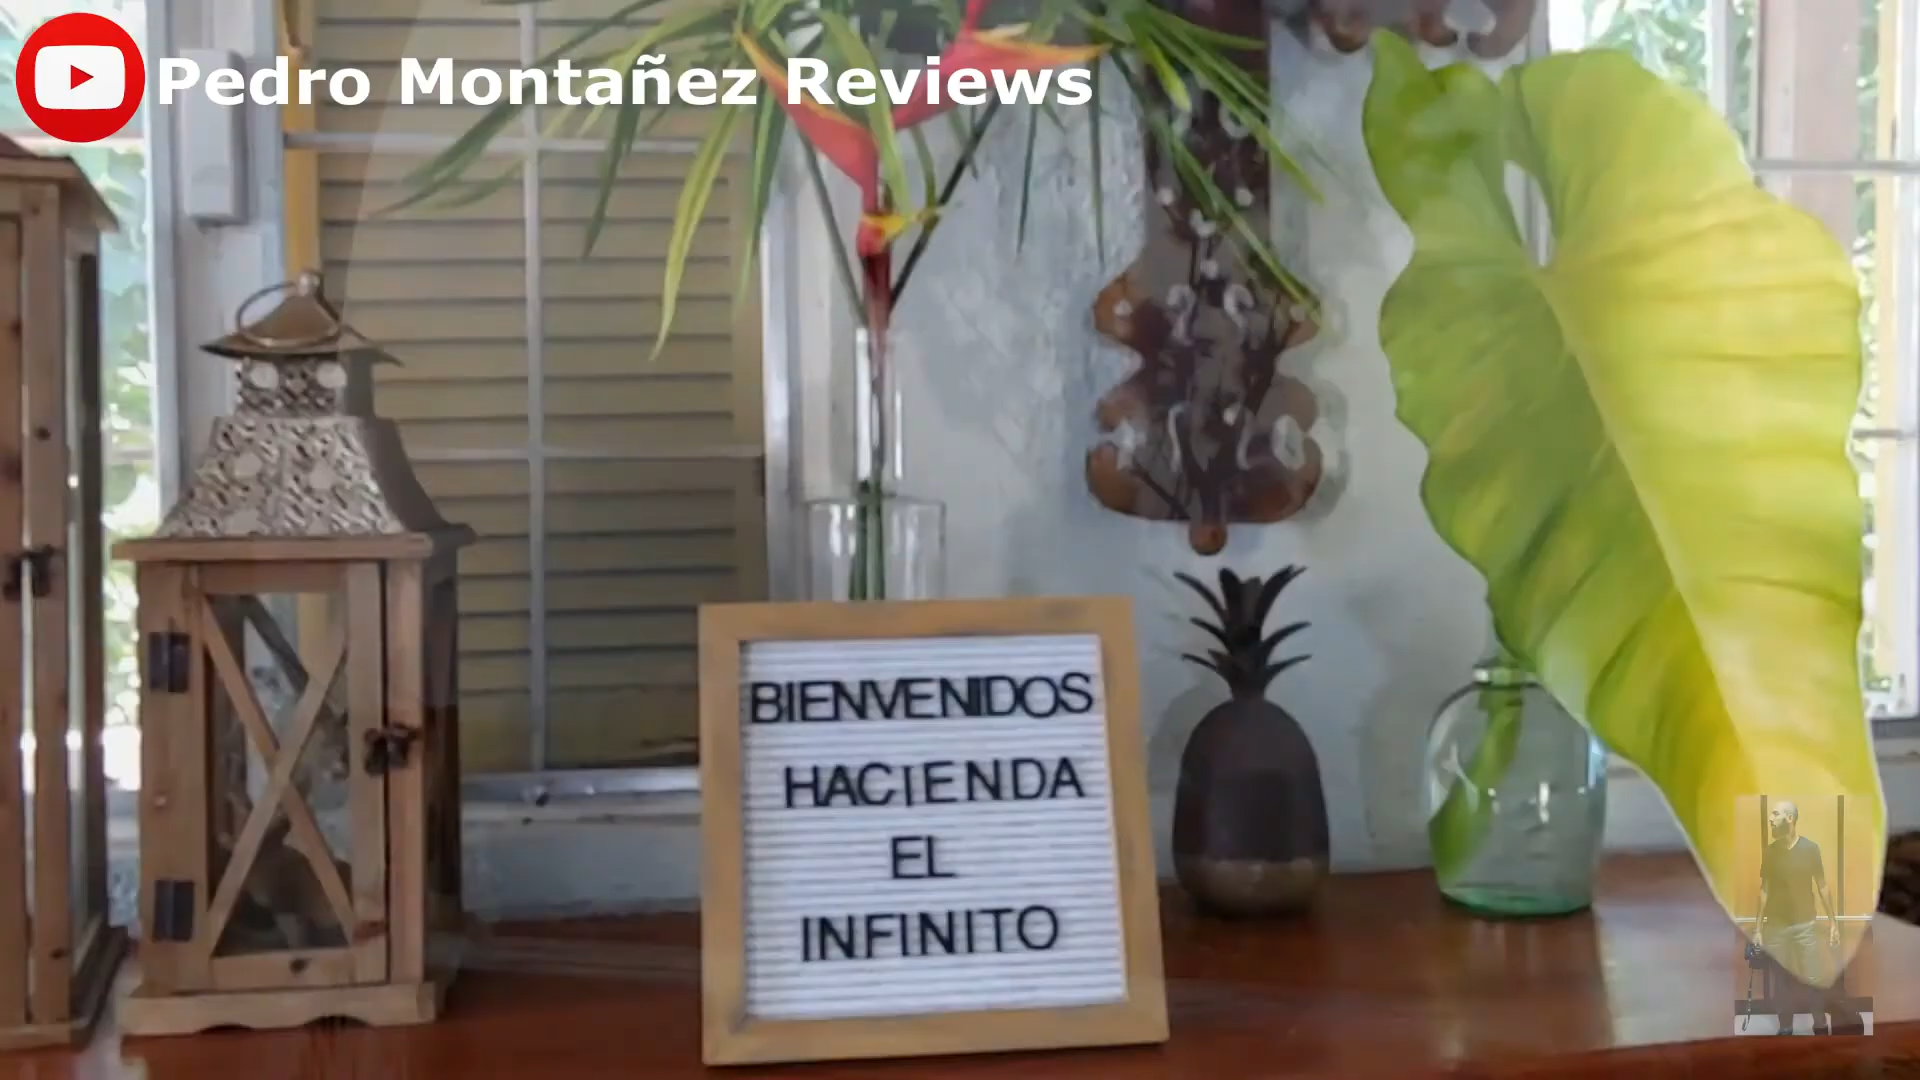 Pedro Montañez Reviews
BIENVENIDOS
HACIENDA
EL
INFINITO